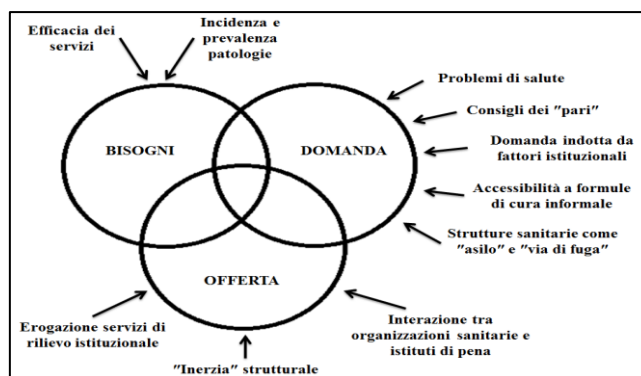 Efficacia dei
servizi
Incidenza e
prevalenza
patologie
Problemi di salute
Consigli dei "pari"
BISOGNI
DOMANDA
Domanda indotta da
fattori istituzionali
Accessibilità a formule
di cura informale
Strutture sanitarie come
"asilo" e "via di fuga"
OFFERTA
Erogazione servizi di
rilievo istituzionale
Interazione tra
organizzazioni sanitarie e
istituti di pena
"Inerzia" strutturale